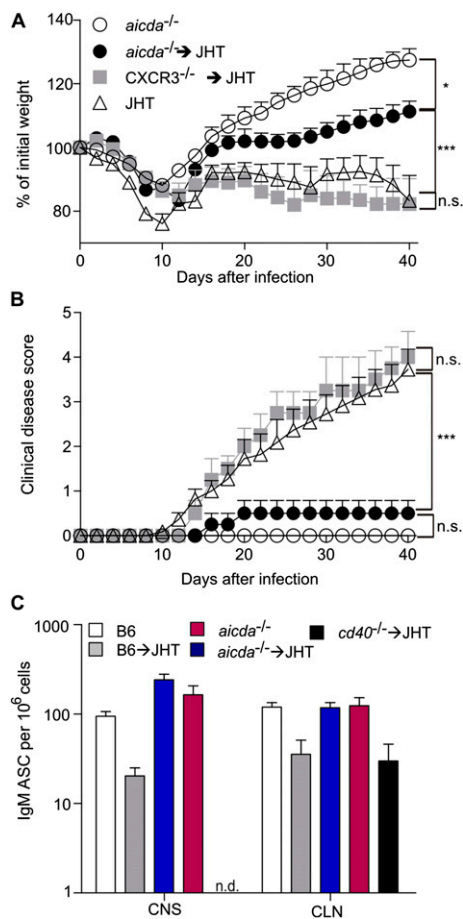 A
aicda-/-
aicda-/-→JHT
CXCR3-/- →JHT
JHT
% of initial weight
120
100
80
0 10 20 30 40
Days after infection
*
***
n.s.
B
Clinical disease score
5
4
3
2
1
0
0 10 20 30 40
Days after infection
n.s.
***
n.s.
C
B6
aicda-/-
cd40-/-→JHT
B6→JHT
aicda-/-→JHT
IgM ASC per 10^6 cells
1000
100
10
1
n.d.
CNS
CLN